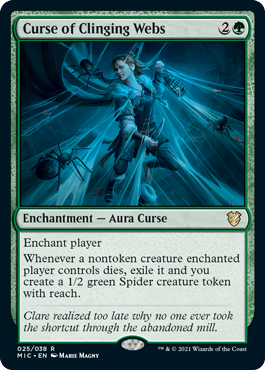 Curse of Clinging Webs 2
Enchantment — Aura Curse
Enchant player
Whenever a nontoken creature enchanted
player controls dies, exile it and you
create a 1/2 green Spider creature token
with reach.
Clare realized too late why no one ever took
the shortcut through the abandoned mill.
025/038 R
MIC • EN Marie Magny
™ & © 2021 Wizards of the Coast